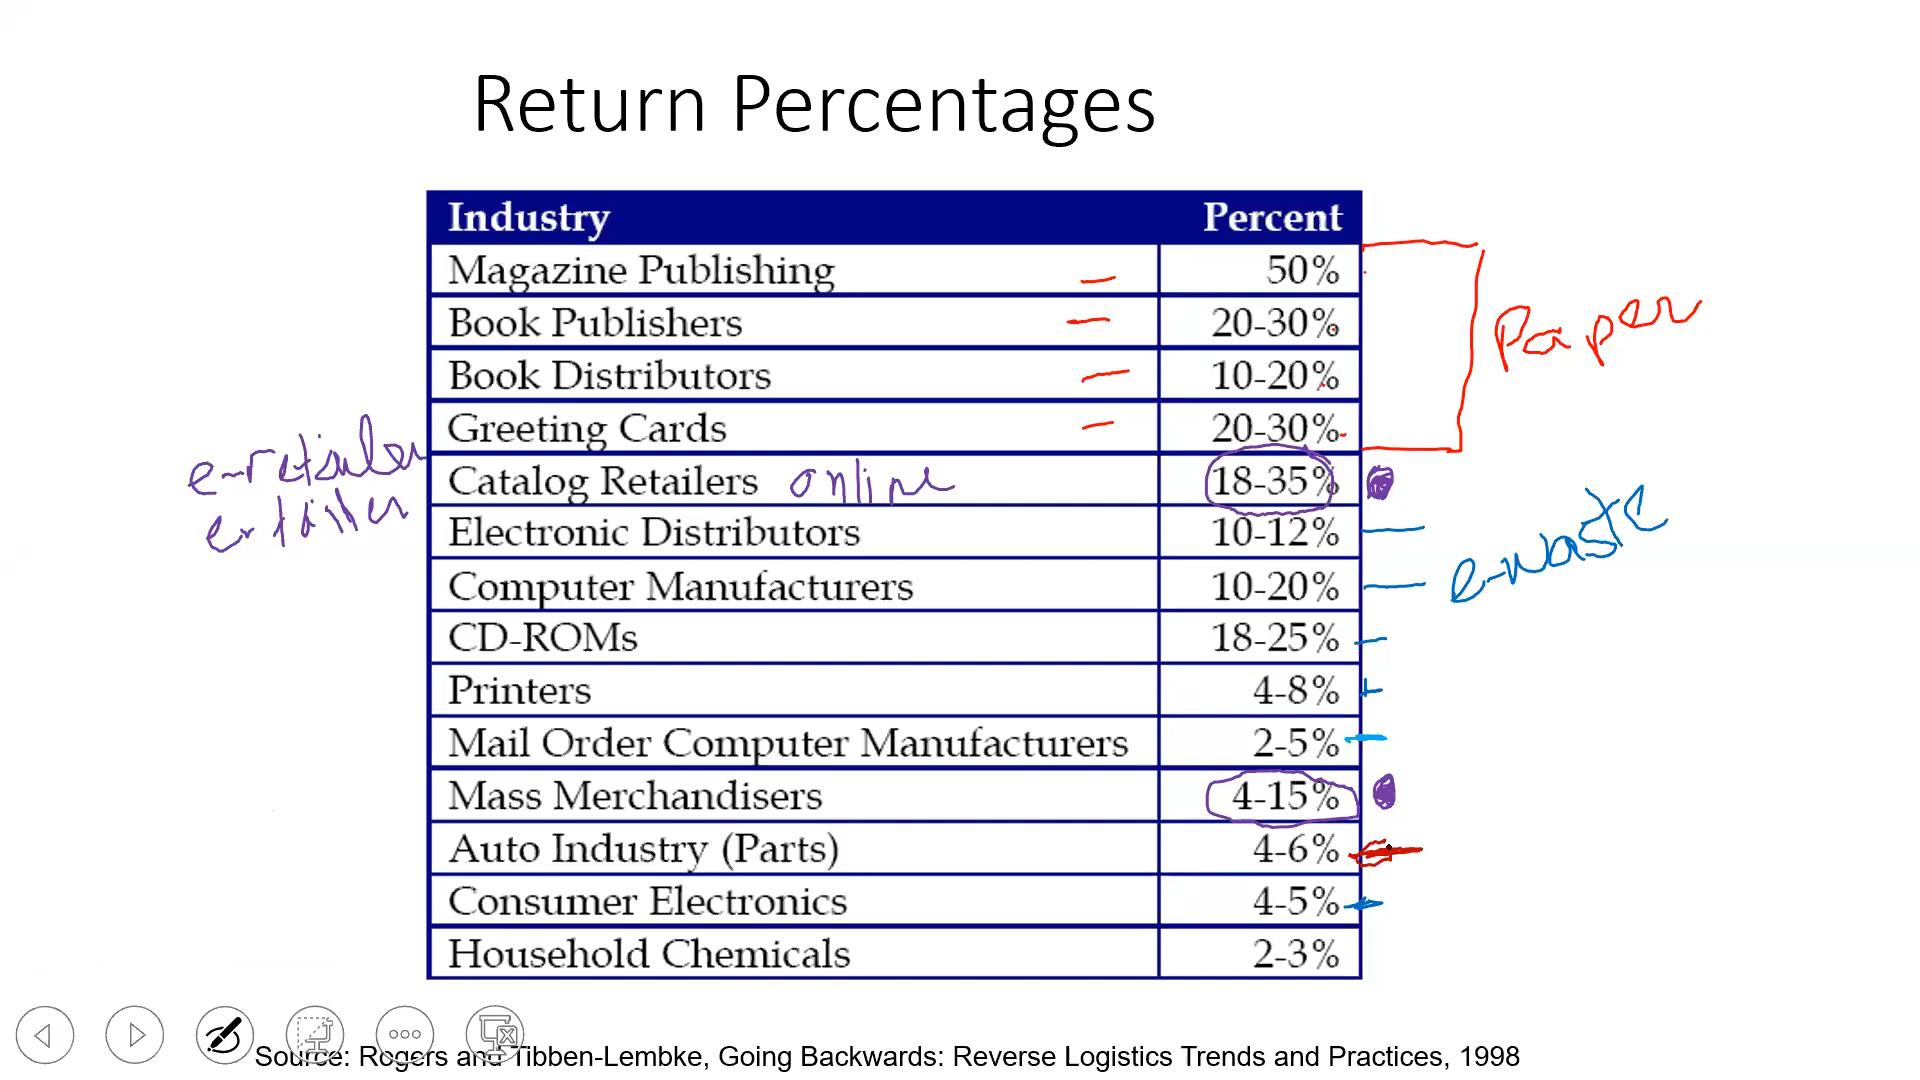 Return Percentages
Industry Percent
Magazine Publishing 50%
Book Publishers 20-30%
Book Distributors 10-20%
Greeting Cards 20-30%
Paper
e-retailer
Catalog Retailers online 18-35%
e-tailer
Electronic Distributors 10-12%
e-waste
Computer Manufacturers 10-20%
CD-ROMs 18-25%
Printers 4-8%
Mail Order Computer Manufacturers 2-5%
Mass Merchandisers 4-15%
Auto Industry (Parts) 4-6%
Consumer Electronics 4-5%
Household Chemicals 2-3%
Source: Rogers and Tibben-Lembke, Going Backwards: Reverse Logistics Trends and Practices, 1998